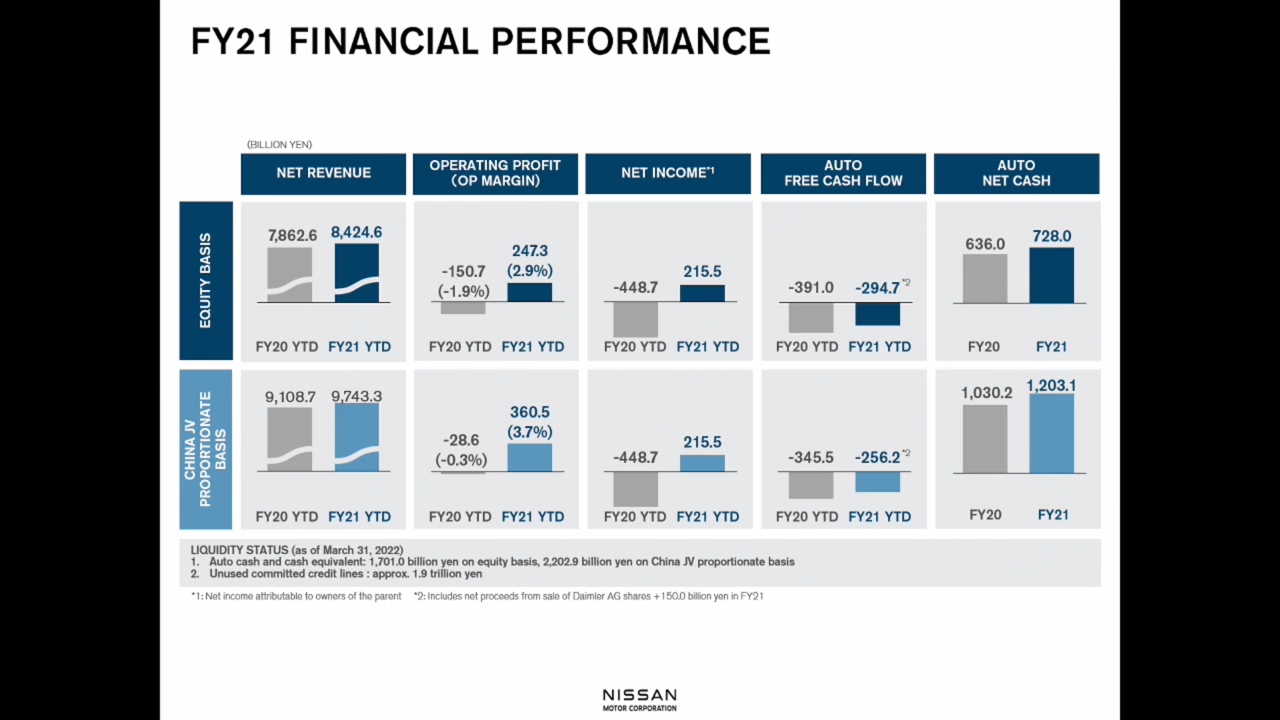 FY21 FINANCIAL PERFORMANCE
(BILLION YEN)
NET REVENUE
OPERATING PROFIT
(OP MARGIN)
NET INCOME*1
AUTO
FREE CASH FLOW
AUTO
NET CASH
EQUITY BASIS
7,862.6 8,424.6
FY20 YTD FY21 YTD
-150.7
(-1.9%)
247.3
(2.9%)
FY20 YTD FY21 YTD
-448.7 215.5
FY20 YTD FY21 YTD
-391.0 -294.7*2
FY20 YTD FY21 YTD
636.0 728.0
FY20 FY21
CHINA JV
PROPORTIONATE
BASIS
9,108.7 9,743.3
FY20 YTD FY21 YTD
-28.6
(-0.3%)
360.5
(3.7%)
FY20 YTD FY21 YTD
-448.7 215.5
FY20 YTD FY21 YTD
-345.5 -256.2*2
FY20 YTD FY21 YTD
1,030.2 1,203.1
FY20 FY21
LIQUIDITY STATUS (as of March 31, 2022)
1. Auto cash and cash equivalent: 1,701.0 billion yen on equity basis, 2,202.9 billion yen on China JV proportionate basis
2. Unused committed credit lines : approx. 1.9 trillion yen
*1: Net income attributable to owners of the parent *2: Includes net proceeds from sale of Daimler AG shares +150.0 billion yen in FY21
NISSAN
MOTOR CORPORATION